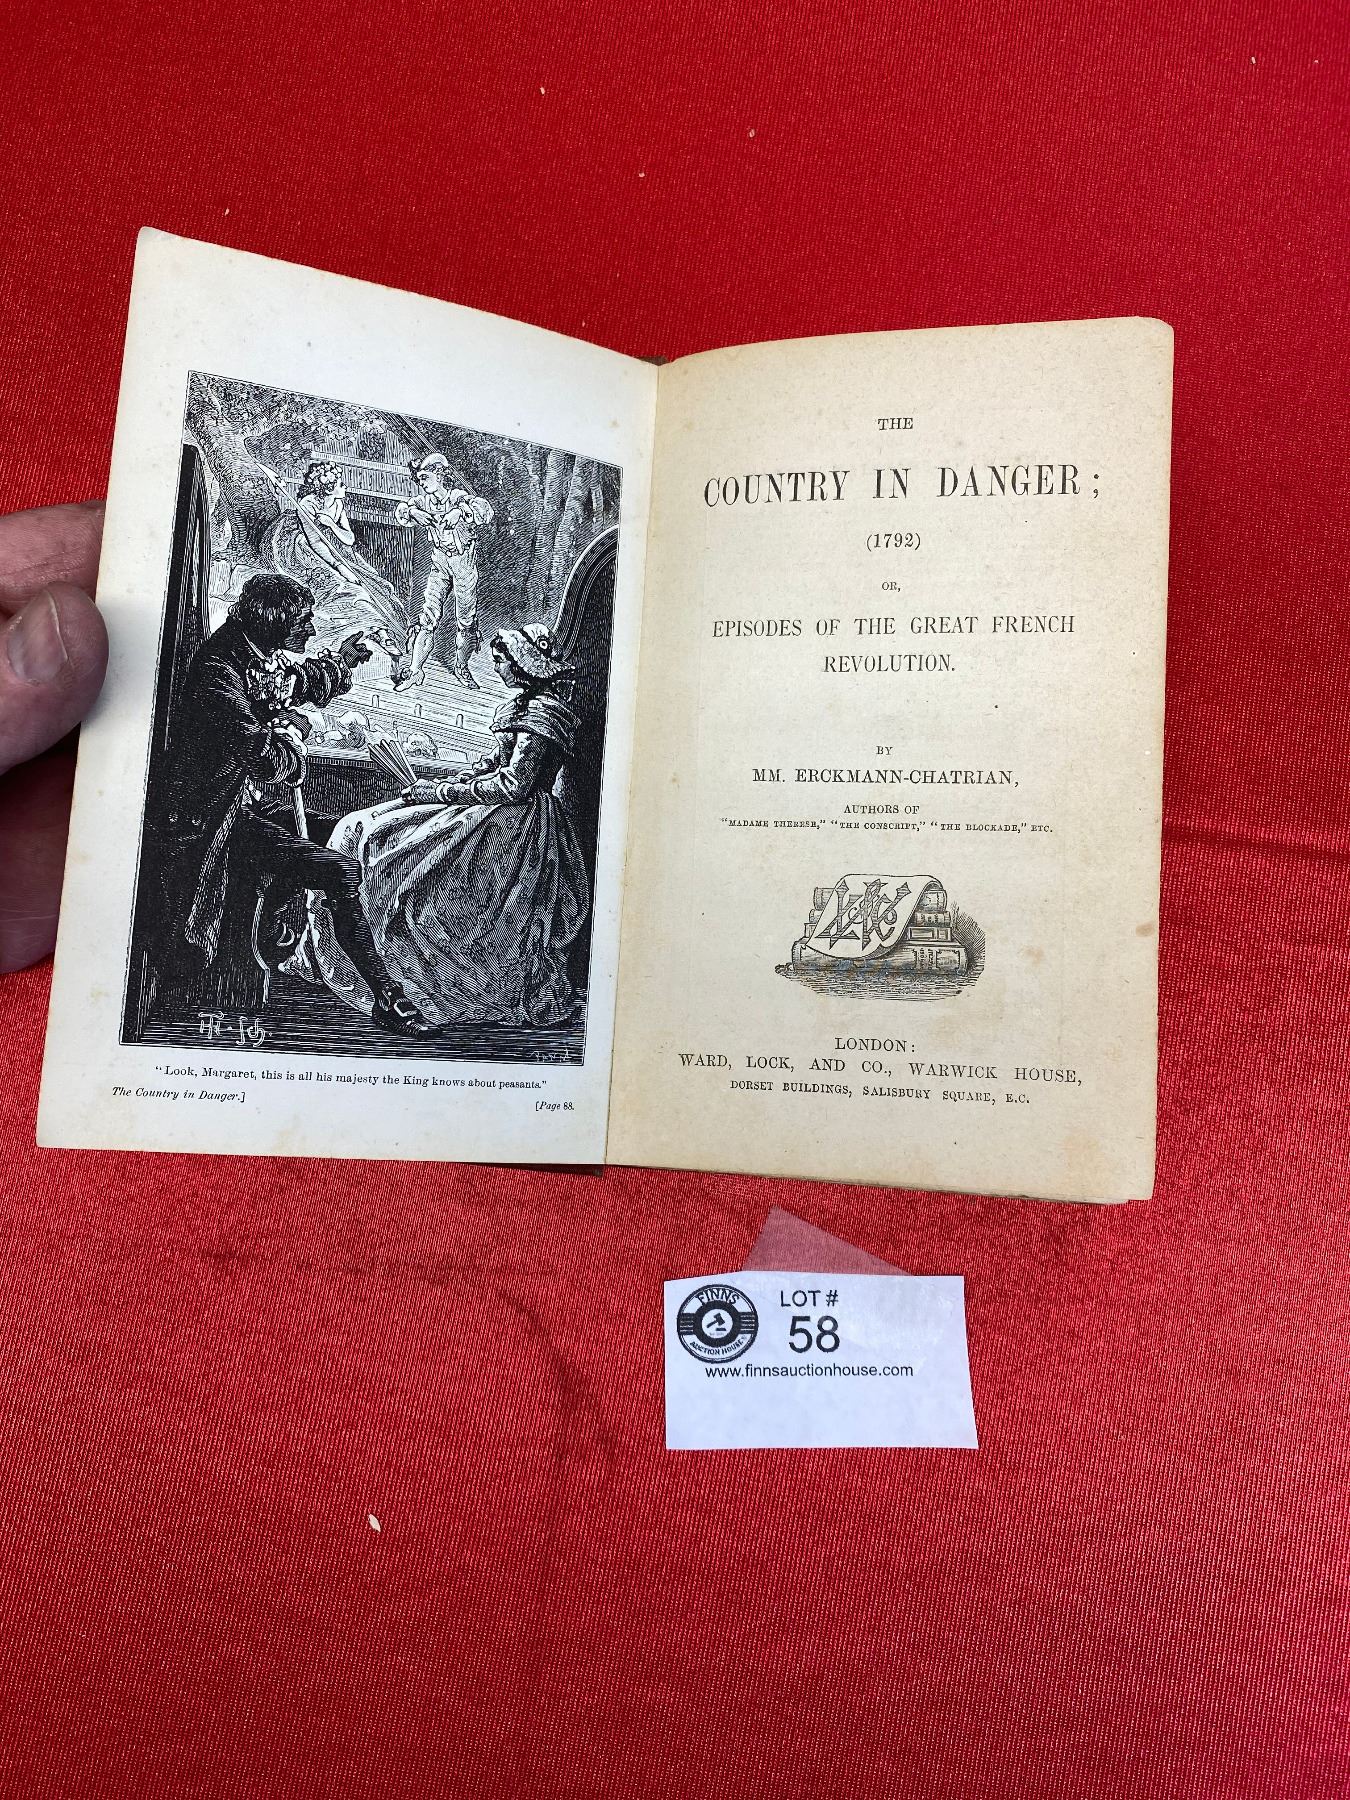 "Look, Margaret, this is all his majesty the King knows about peasants."
The Country in Danger.]
[Page 88.
THE
COUNTRY IN DANGER;
(1792)
OR,
EPISODES OF THE GREAT FRENCH
REVOLUTION.
BY
MM. ERCKMANN-CHATRIAN,
AUTHORS OF
"MADAME THERESE," "THE CONSCRIPT," "THE BLOCKADE," ETC.
LONDON:
WARD, LOCK, AND CO., WARWICK HOUSE,
DORSET BUILDINGS, SALISBURY SQUARE, E.C.
FINNS
AUCTION HOUSE
LOT #
58
www.finnsauctionhouse.com